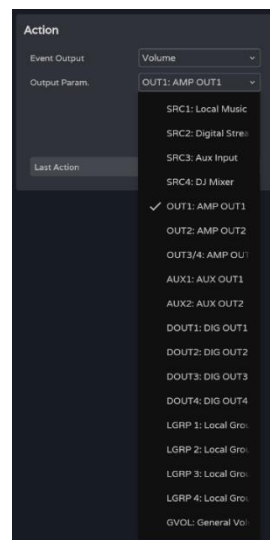 Action
Event Output
Volume
Output Param.
OUT1: AMP OUT1
SRC1: Local Music
SRC2: Digital Strea
SRC3: Aux Input
SRC4: DJ Mixer
Last Action
OUT1: AMP OUT1
OUT2: AMP OUT2
OUT3/4: AMP OUT
AUX1: AUX OUT1
AUX2: AUX OUT2
DOUT1: DIG OUT1
DOUT2: DIG OUT2
DOUT3: DIG OUT3
DOUT4: DIG OUT4
LGRP 1: Local Grou
LGRP 2: Local Grou
LGRP 3: Local Grou
LGRP 4: Local Grou
GVOL: General Vol